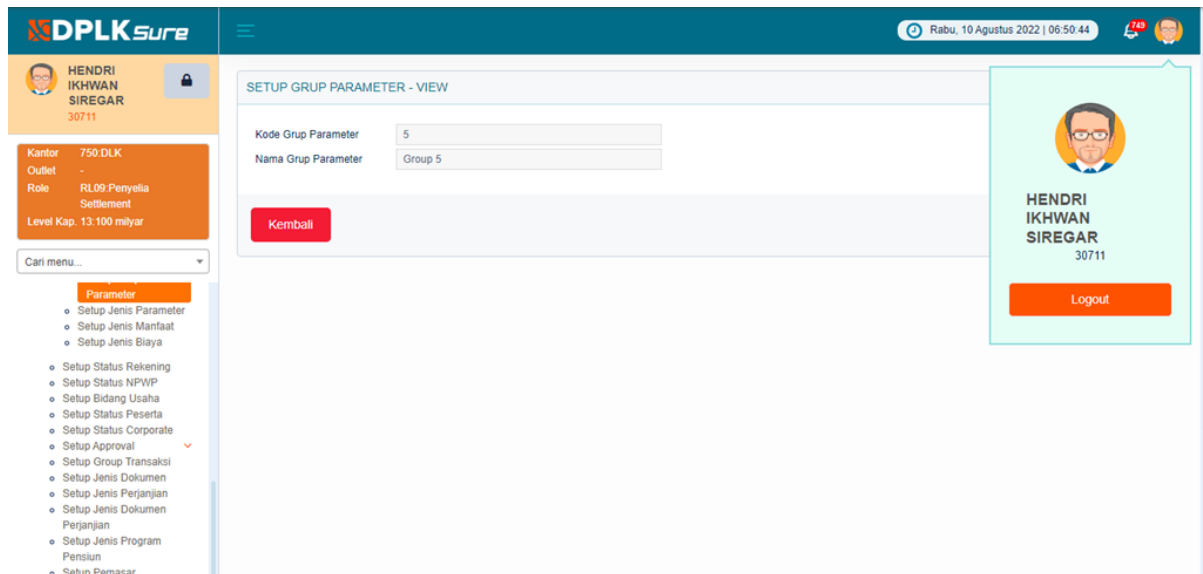 DPLKSure
Rabu, 10 Agustus 2022 | 06:50:44
749
HENDRI
IKHWAN
SIREGAR
30711
Kantor 750:DLK
Outlet -
Role RL09:Penyelia
Settlement
Level Kap. 13:100 milyar
Cari menu...
Parameter
Setup Jenis Parameter
Setup Jenis Manfaat
Setup Jenis Biaya
Setup Status Rekening
Setup Status NPWP
Setup Bidang Usaha
Setup Status Peserta
Setup Status Corporate
Setup Approval
Setup Group Transaksi
Setup Jenis Dokumen
Setup Jenis Perjanjian
Setup Jenis Dokumen
Perjanjian
Setup Jenis Program
Pensiun
Setup Pemasar
SETUP GRUP PARAMETER - VIEW
Kode Grup Parameter 5
Nama Grup Parameter Group 5
Kembali
HENDRI
IKHWAN
SIREGAR
30711
Logout